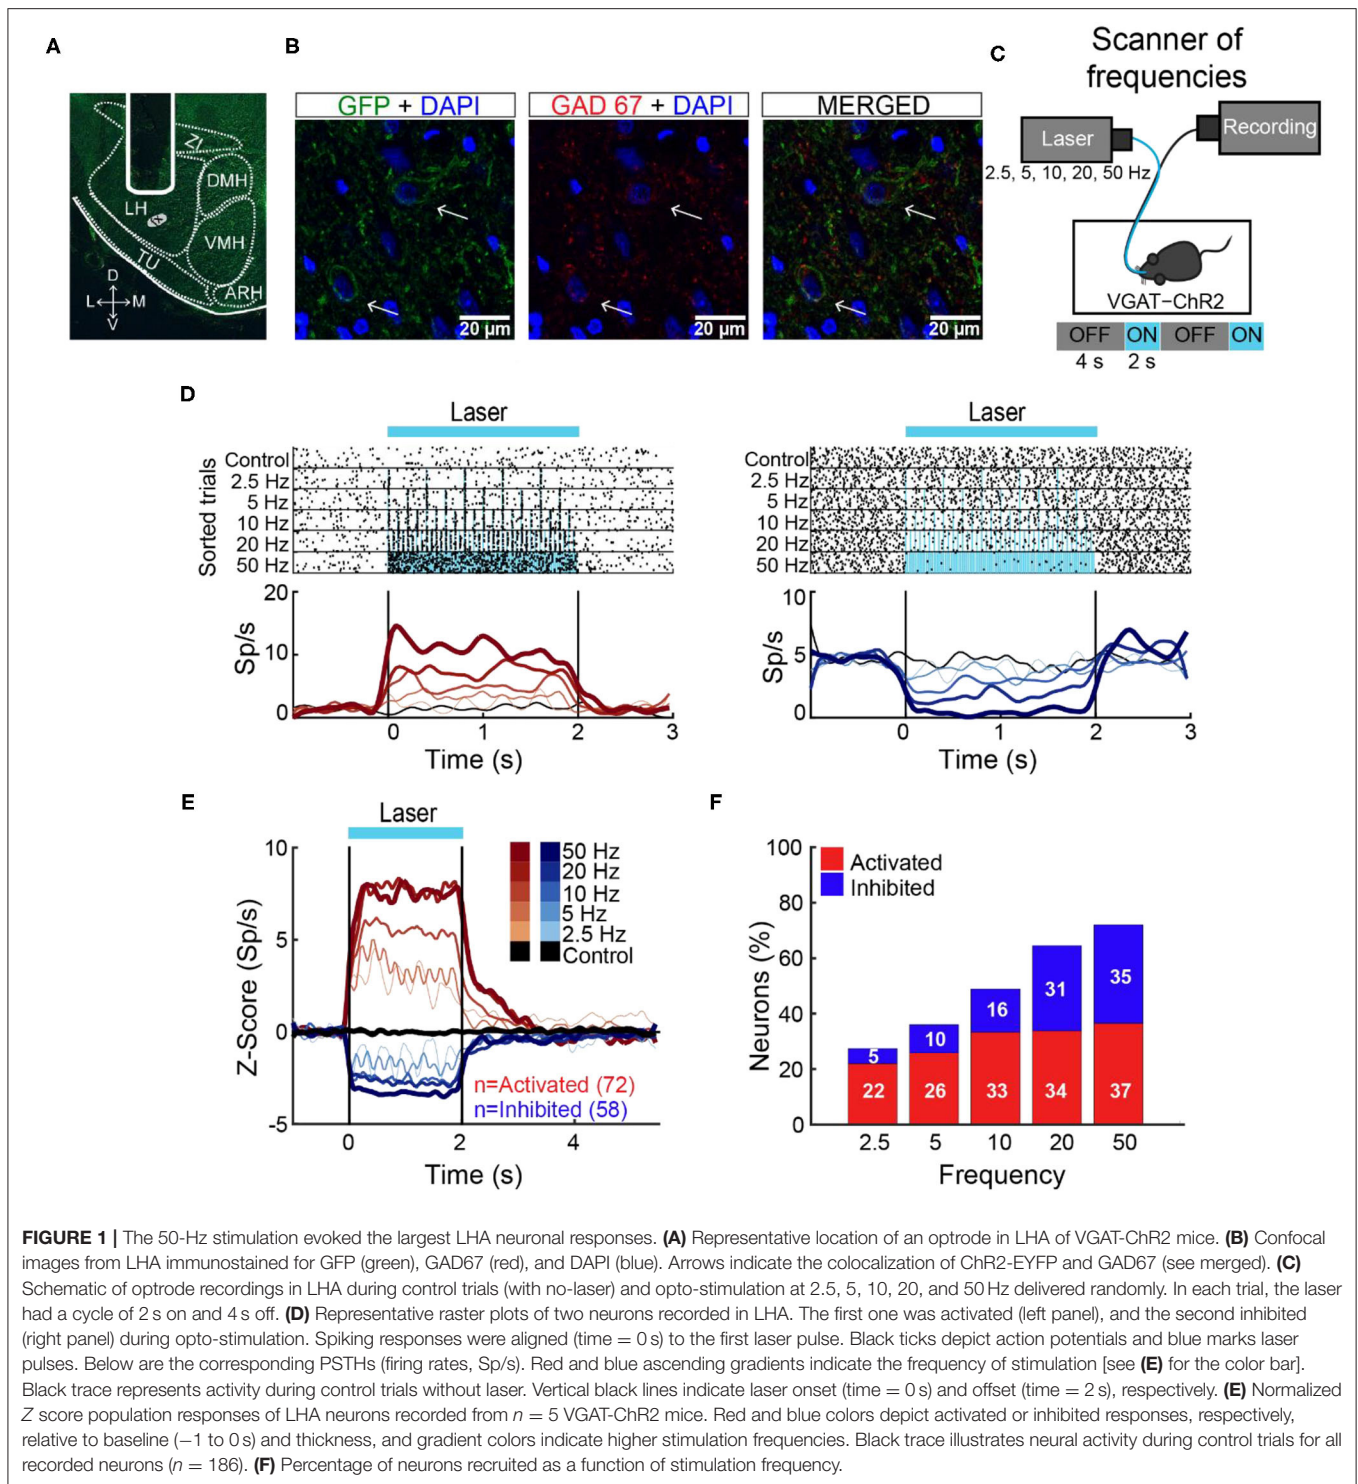 A
B
C
Scanner of
frequencies
GFP + DAPI
GAD 67 + DAPI
MERGED
Laser
Recording
2.5, 5, 10, 20, 50 Hz
ZI
DMH
LH
VMH
TU
ARH
D
L
M
V
20 µm
20 µm
20 µm
VGAT–ChR2
OFF ON OFF ON
4 s 2 s
D
Laser
Sorted trials
Control
2.5 Hz
5 Hz
10 Hz
20 Hz
50 Hz
20
10
0
Sp/s
0 1 2 3
Time (s)
Laser
Control
2.5 Hz
5 Hz
10 Hz
20 Hz
50 Hz
10
5
0
Sp/s
0 1 2 3
Time (s)
E
Laser
10
5
0
-5
Z-Score (Sp/s)
50 Hz
20 Hz
10 Hz
5 Hz
2.5 Hz
Control
n=Activated (72)
n=Inhibited (58)
0 2 4
Time (s)
F
100
80
60
40
20
0
Neurons (%)
Activated
Inhibited
5 10 16 31 35
22 26 33 34 37
2.5 5 10 20 50
Frequency
FIGURE 1 | The 50-Hz stimulation evoked the largest LHA neuronal responses. (A) Representative location of an optrode in LHA of VGAT-ChR2 mice. (B) Confocal
images from LHA immunostained for GFP (green), GAD67 (red), and DAPI (blue). Arrows indicate the colocalization of ChR2-EYFP and GAD67 (see merged). (C)
Schematic of optrode recordings in LHA during control trials (with no-laser) and opto-stimulation at 2.5, 5, 10, 20, and 50 Hz delivered randomly. In each trial, the laser
had a cycle of 2 s on and 4 s off. (D) Representative raster plots of two neurons recorded in LHA. The first one was activated (left panel), and the second inhibited
(right panel) during opto-stimulation. Spiking responses were aligned (time = 0 s) to the first laser pulse. Black ticks depict action potentials and blue marks laser
pulses. Below are the corresponding PSTHs (firing rates, Sp/s). Red and blue ascending gradients indicate the frequency of stimulation [see (E) for the color bar].
Black trace represents activity during control trials without laser. Vertical black lines indicate laser onset (time = 0 s) and offset (time = 2 s), respectively. (E) Normalized
Z score population responses of LHA neurons recorded from n = 5 VGAT-ChR2 mice. Red and blue colors depict activated or inhibited responses, respectively,
relative to baseline (−1 to 0 s) and thickness, and gradient colors indicate higher stimulation frequencies. Black trace illustrates neural activity during control trials for all
recorded neurons (n = 186). (F) Percentage of neurons recruited as a function of stimulation frequency.